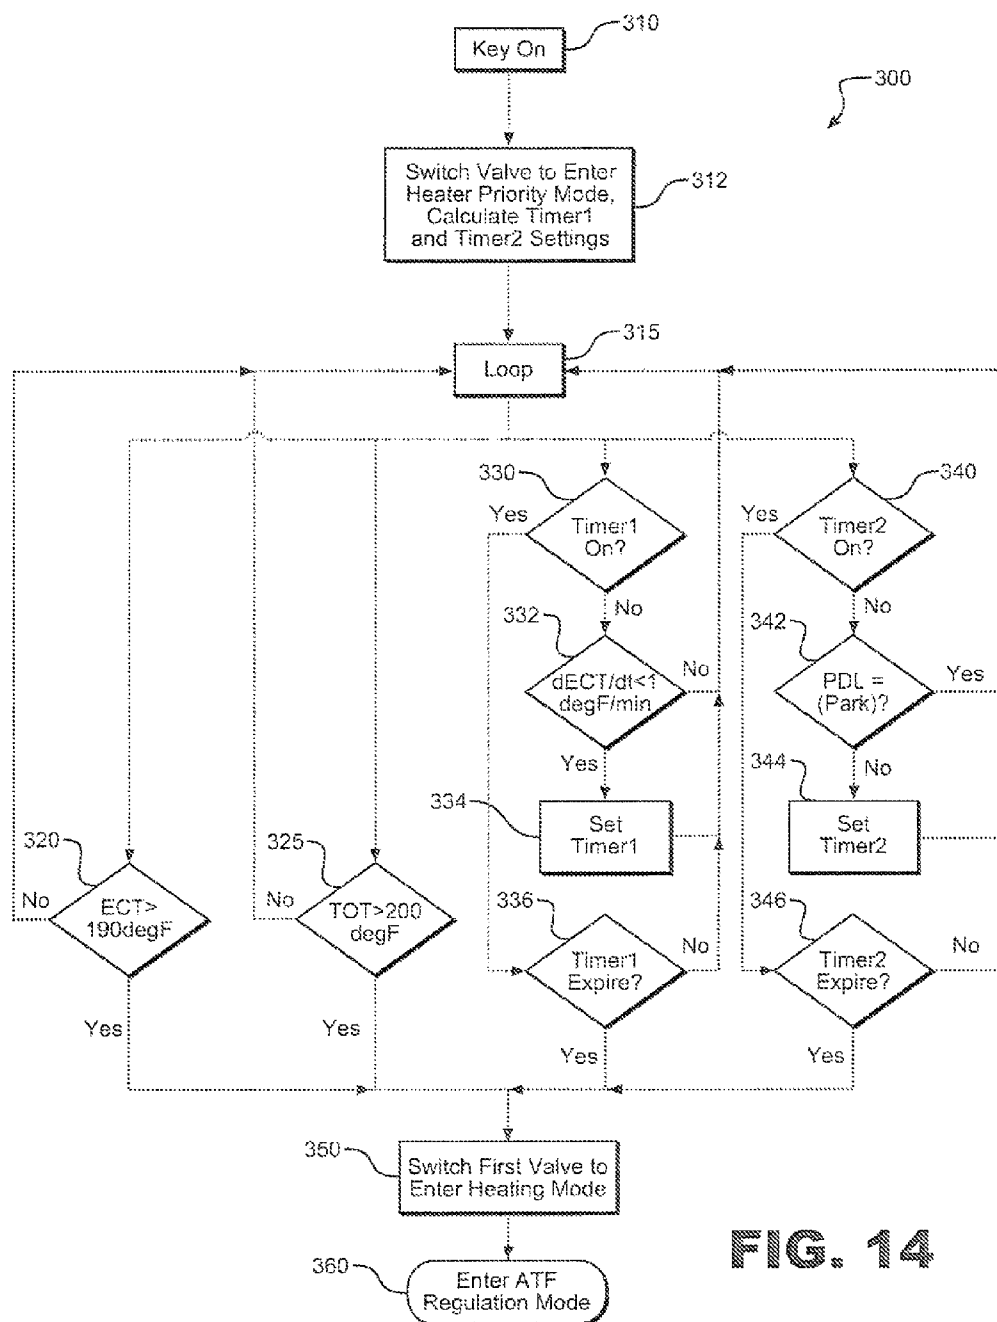 310
Key On
300
Switch Valve to Enter
Heater Priority Mode,
Calculate Timer1
and Timer2 Settings
312
315
Loop
330
Yes
Timer1
On?
No
340
Yes
Timer2
On?
No
332
dECT/dt<1
degF/min
No
Yes
342
PDL =
(Park)?
Yes
No
334
Set
Timer1
344
Set
Timer2
320
No
ECT>
190degF
Yes
325
No
TOT>200
degF
Yes
336
Timer1
Expire?
No
Yes
346
Timer2
Expire?
No
Yes
350
Switch First Valve to
Enter Heating Mode
360
Enter ATF
Regulation Mode
FIG. 14